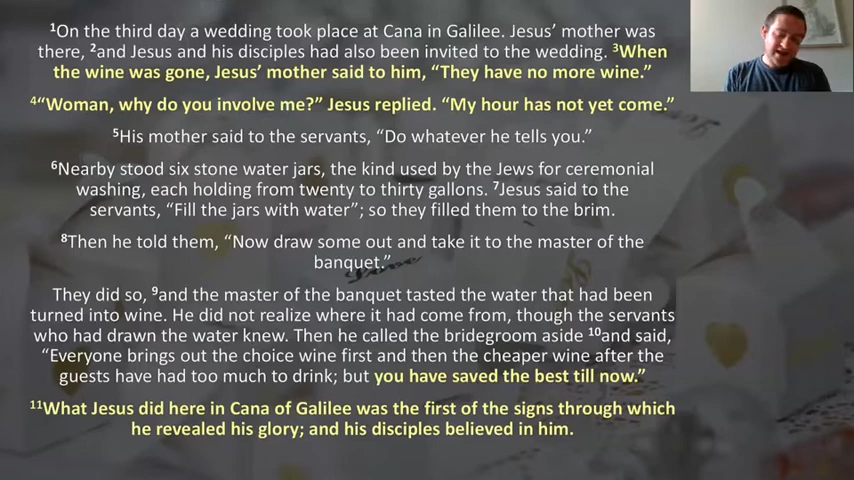 ¹On the third day a wedding took place at Cana in Galilee. Jesus’ mother was
there, ²and Jesus and his disciples had also been invited to the wedding. ³When
the wine was gone, Jesus’ mother said to him, “They have no more wine.”
⁴“Woman, why do you involve me?” Jesus replied. “My hour has not yet come.”
⁵His mother said to the servants, “Do whatever he tells you.”
⁶Nearby stood six stone water jars, the kind used by the Jews for ceremonial
washing, each holding from twenty to thirty gallons. ⁷Jesus said to the
servants, “Fill the jars with water”; so they filled them to the brim.
⁸Then he told them, “Now draw some out and take it to the master of the
banquet.”
They did so, ⁹and the master of the banquet tasted the water that had been
turned into wine. He did not realize where it had come from, though the servants
who had drawn the water knew. Then he called the bridegroom aside ¹⁰and said,
“Everyone brings out the choice wine first and then the cheaper wine after the
guests have had too much to drink; but you have saved the best till now.”
¹¹What Jesus did here in Cana of Galilee was the first of the signs through which
he revealed his glory; and his disciples believed in him.